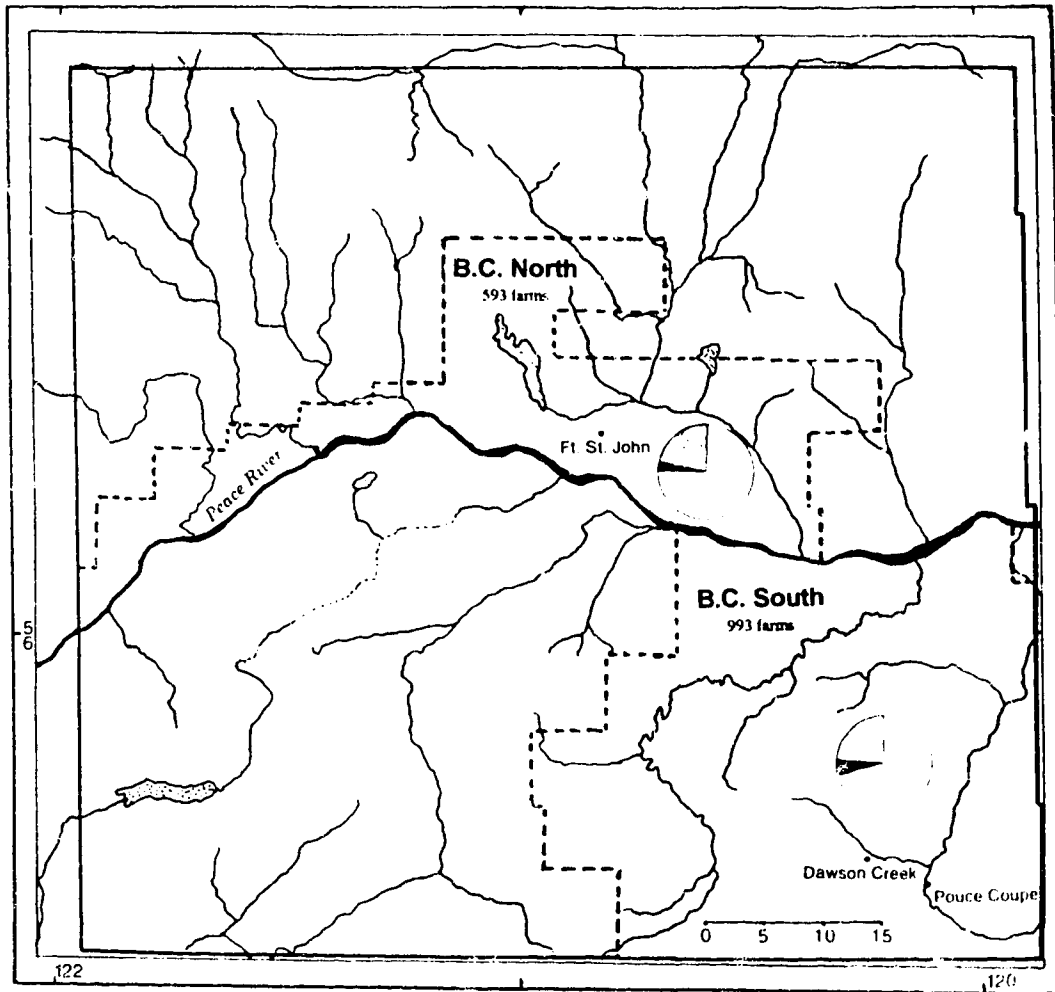 B.C. North
593 farms
Peace River
Ft. St. John
B.C. South
993 farms
56
Dawson Creek
Pouce Coupe
0 5 10 15
122
120